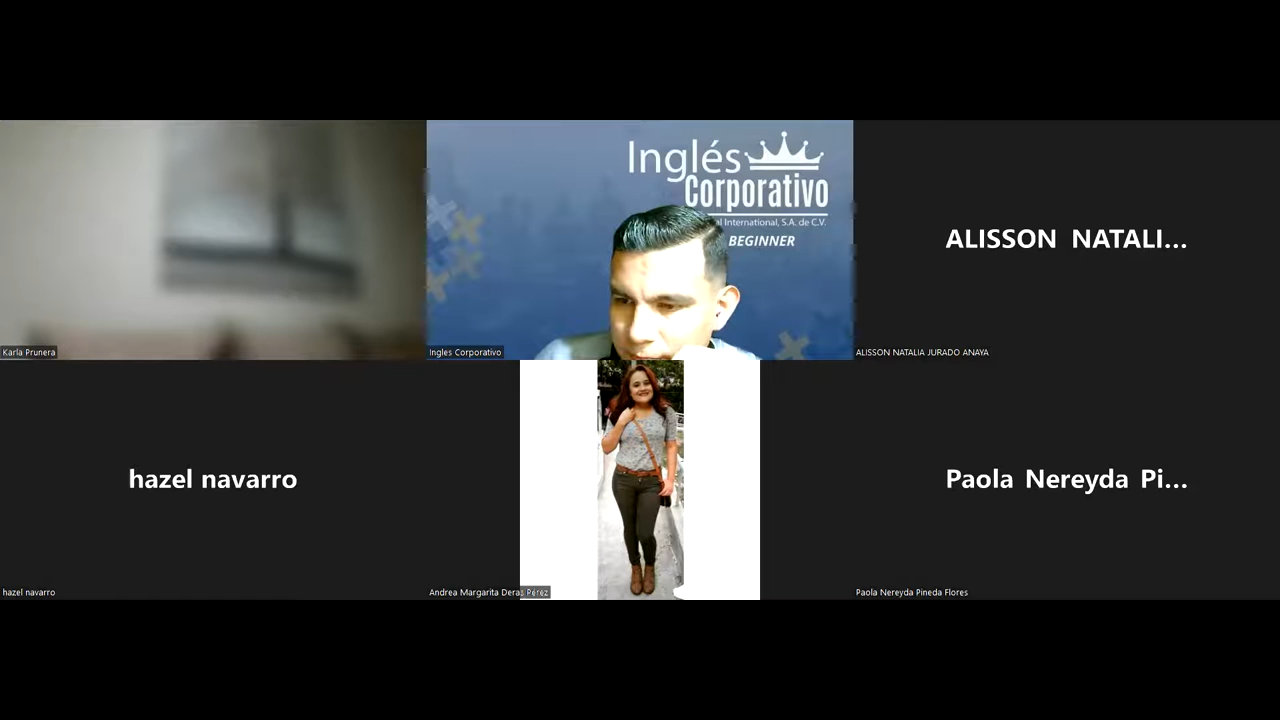 Inglés
Corporativo
al International, S.A. de C.V.
BEGINNER
ALISSON NATALI...
Karla Prunera
Ingles Corporativo
ALISSON NATALIA JURADO ANAYA
hazel navarro
Paola Nereyda Pi...
hazel navarro
Andrea Margarita Deras Pérez
Paola Nereyda Pineda Flores